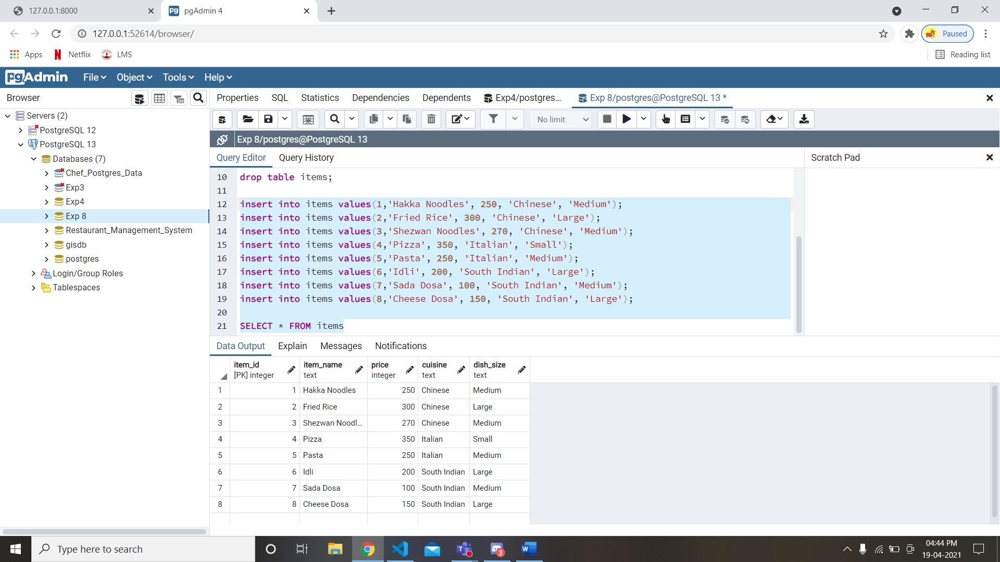 127.0.0.1:8000
pgAdmin 4
127.0.0.1:52614/browser/
Paused
Apps
Netflix
LMS
Reading list
pgAdmin
File
Object
Tools
Help
Browser
Properties
SQL
Statistics
Dependencies
Dependents
Exp4/postgres...
Exp 8/postgres@PostgreSQL 13 *
Servers (2)
PostgreSQL 12
PostgreSQL 13
Databases (7)
Chef_Postgres_Data
Exp3
Exp4
Exp 8
Restaurant_Management_System
gisdb
postgres
Login/Group Roles
Tablespaces
No limit
Exp 8/postgres@PostgreSQL 13
Query Editor
Query History
Scratch Pad
10 drop table items;
11
12 insert into items values(1,'Hakka Noodles', 250, 'Chinese', 'Medium');
13 insert into items values(2,'Fried Rice', 300, 'Chinese', 'Large');
14 insert into items values(3,'Shezwan Noodles', 270, 'Chinese', 'Medium');
15 insert into items values(4,'Pizza', 350, 'Italian', 'Small');
16 insert into items values(5,'Pasta', 250, 'Italian', 'Medium');
17 insert into items values(6,'Idli', 200, 'South Indian', 'Large');
18 insert into items values(7,'Sada Dosa', 100, 'South Indian', 'Medium');
19 insert into items values(8,'Cheese Dosa', 150, 'South Indian', 'Large');
20
21 SELECT * FROM items
Data Output
Explain
Messages
Notifications
item_id item_name price cuisine dish_size
[PK] integer text integer text text
1 1 Hakka Noodles 250 Chinese Medium
2 2 Fried Rice 300 Chinese Large
3 3 Shezwan Noodl... 270 Chinese Medium
4 4 Pizza 350 Italian Small
5 5 Pasta 250 Italian Medium
6 6 Idli 200 South Indian Large
7 7 Sada Dosa 100 South Indian Medium
8 8 Cheese Dosa 150 South Indian Large
Type here to search
3
04:44 PM
19-04-2021